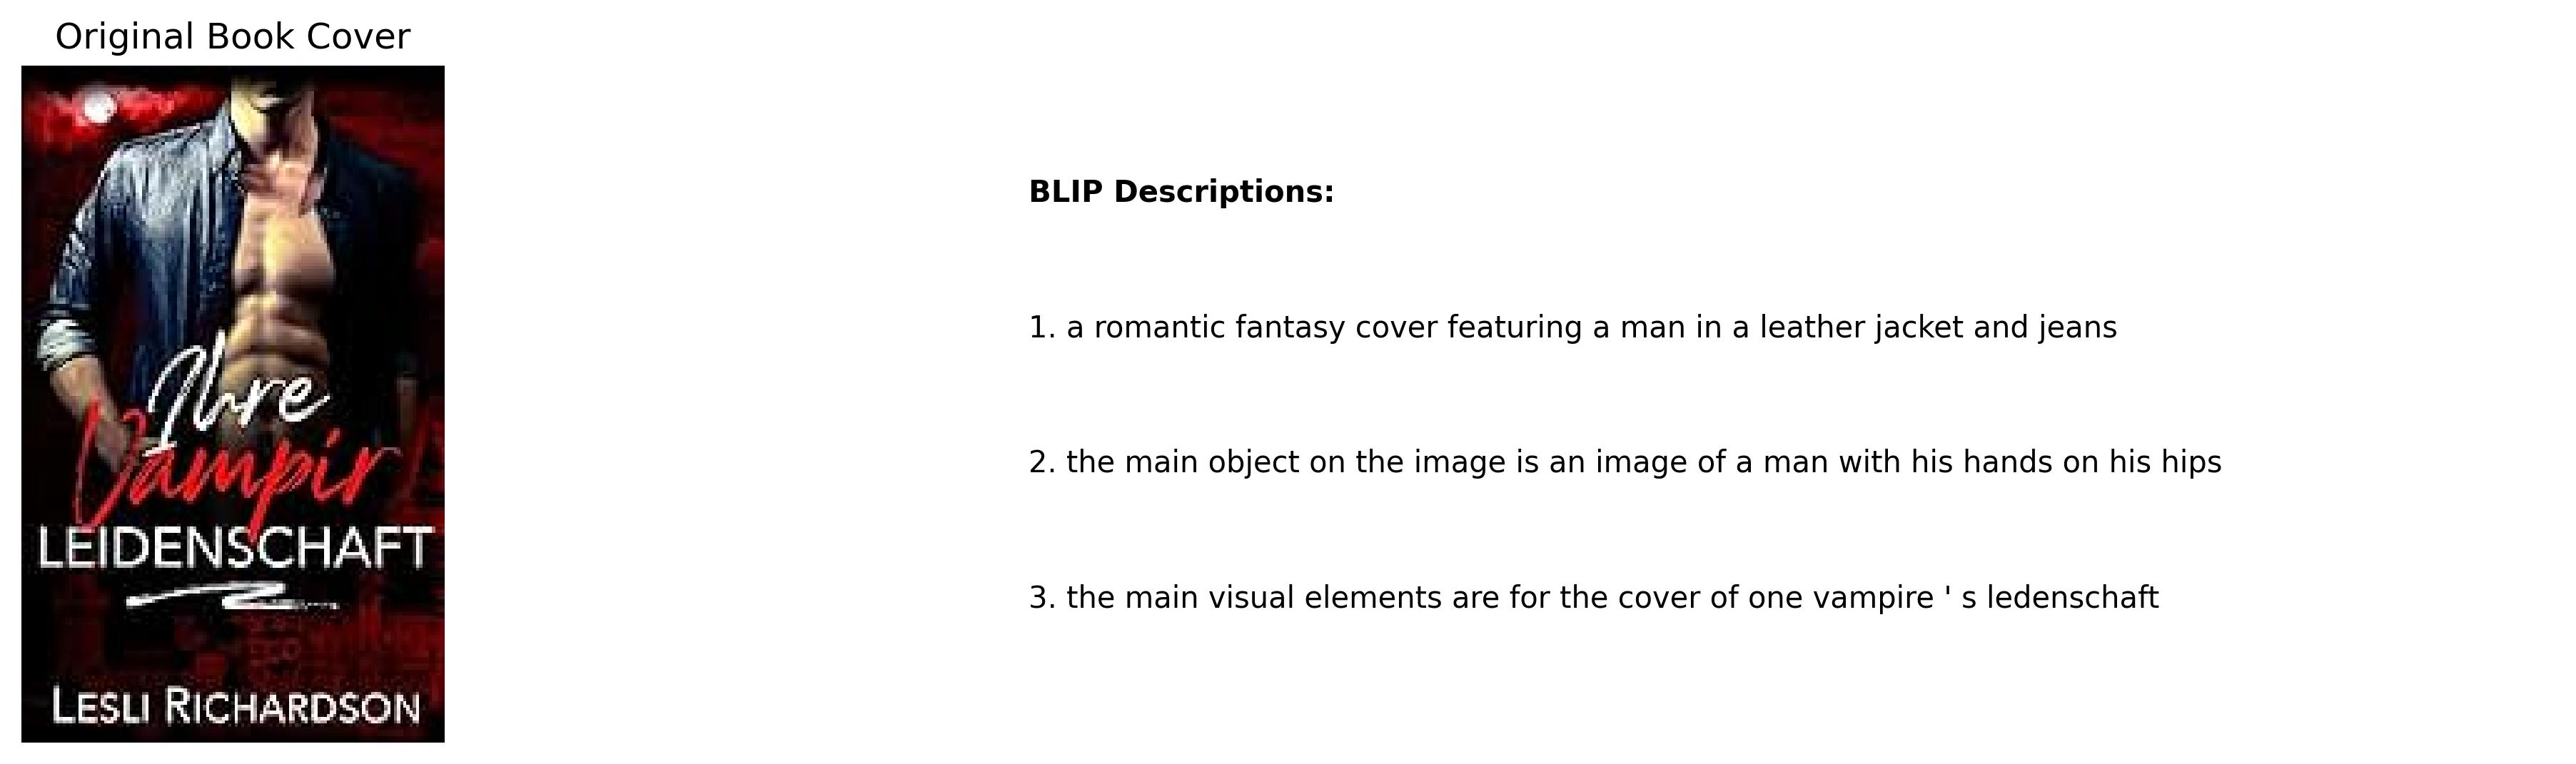 Original Book Cover
Ihre
Vampir
LEIDENSCHAFT
LESLI RICHARDSON
BLIP Descriptions:
1. a romantic fantasy cover featuring a man in a leather jacket and jeans
2. the main object on the image is an image of a man with his hands on his hips
3. the main visual elements are for the cover of one vampire ' s ledenschaft